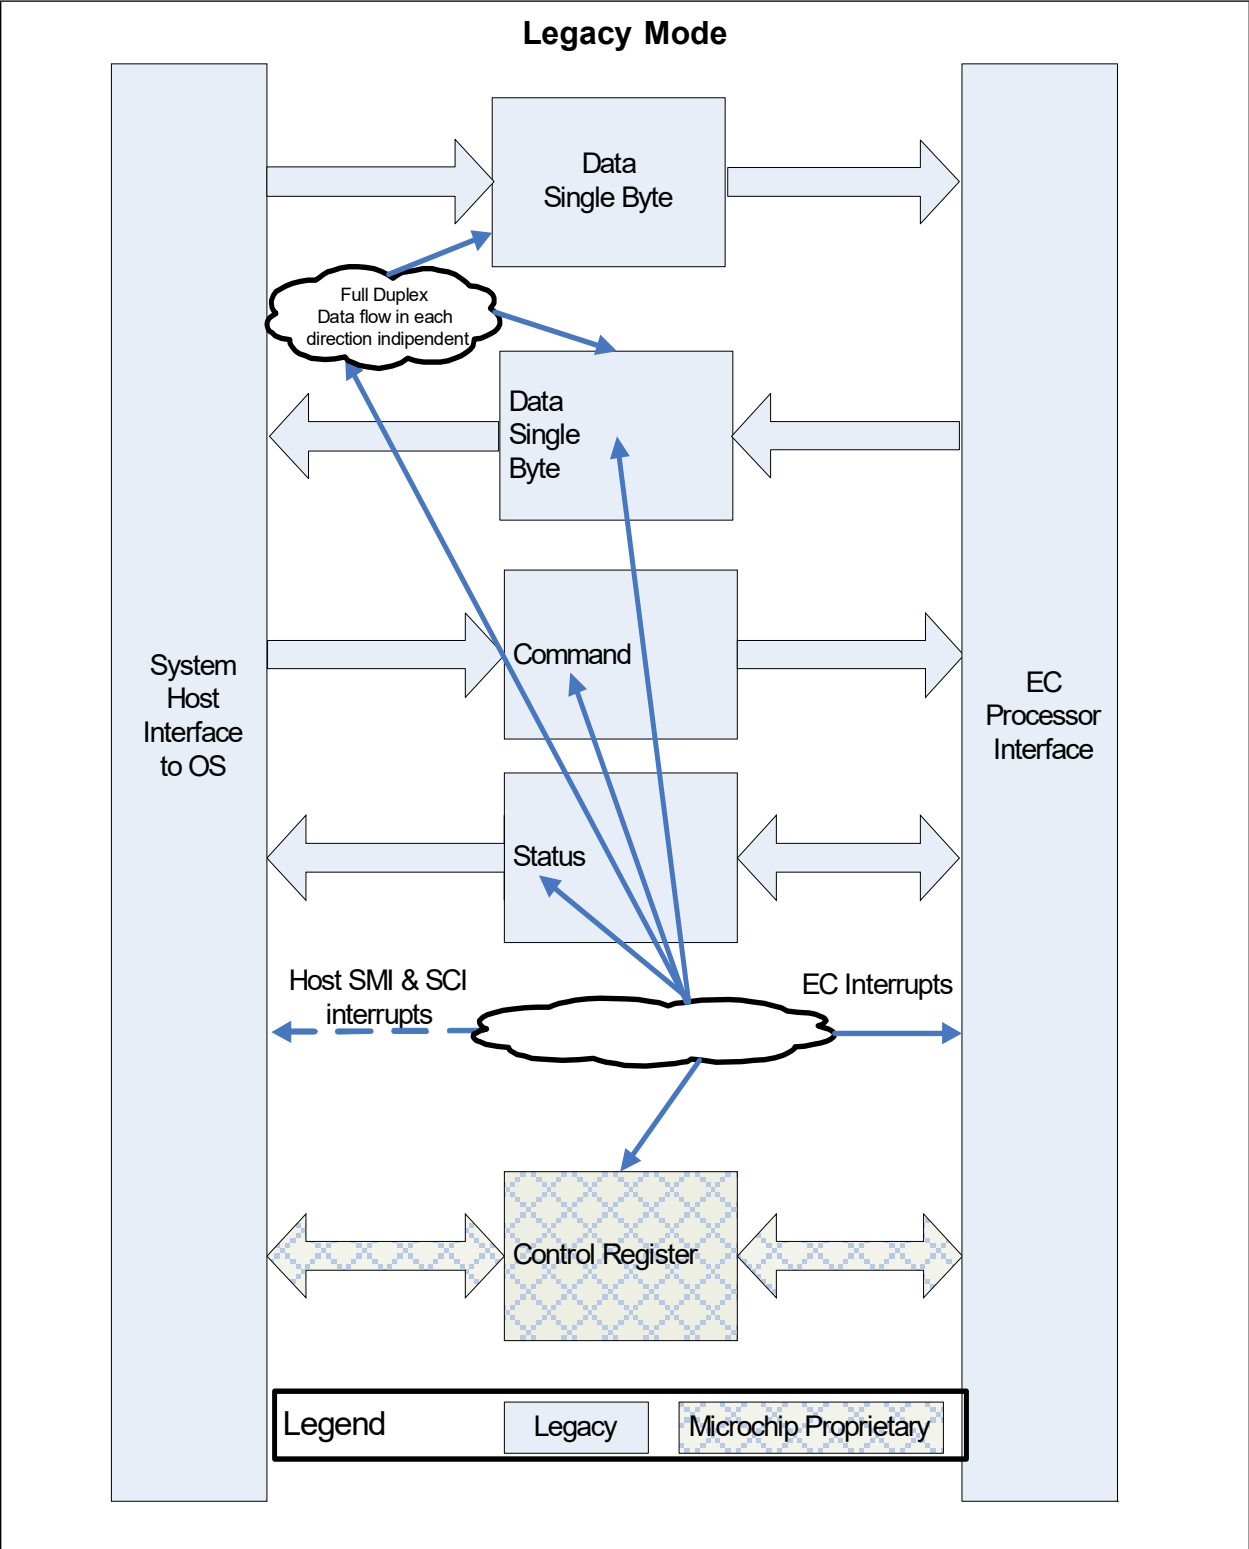 Legacy Mode
Data
Single Byte
Full Duplex
Data flow in each
direction indipendent
Data
Single
Byte
System
Host
Interface
to OS
Command
EC
Processor
Interface
Status
Host SMI & SCI
interrupts
EC Interrupts
Control Register
Legend
Legacy
Microchip Proprietary